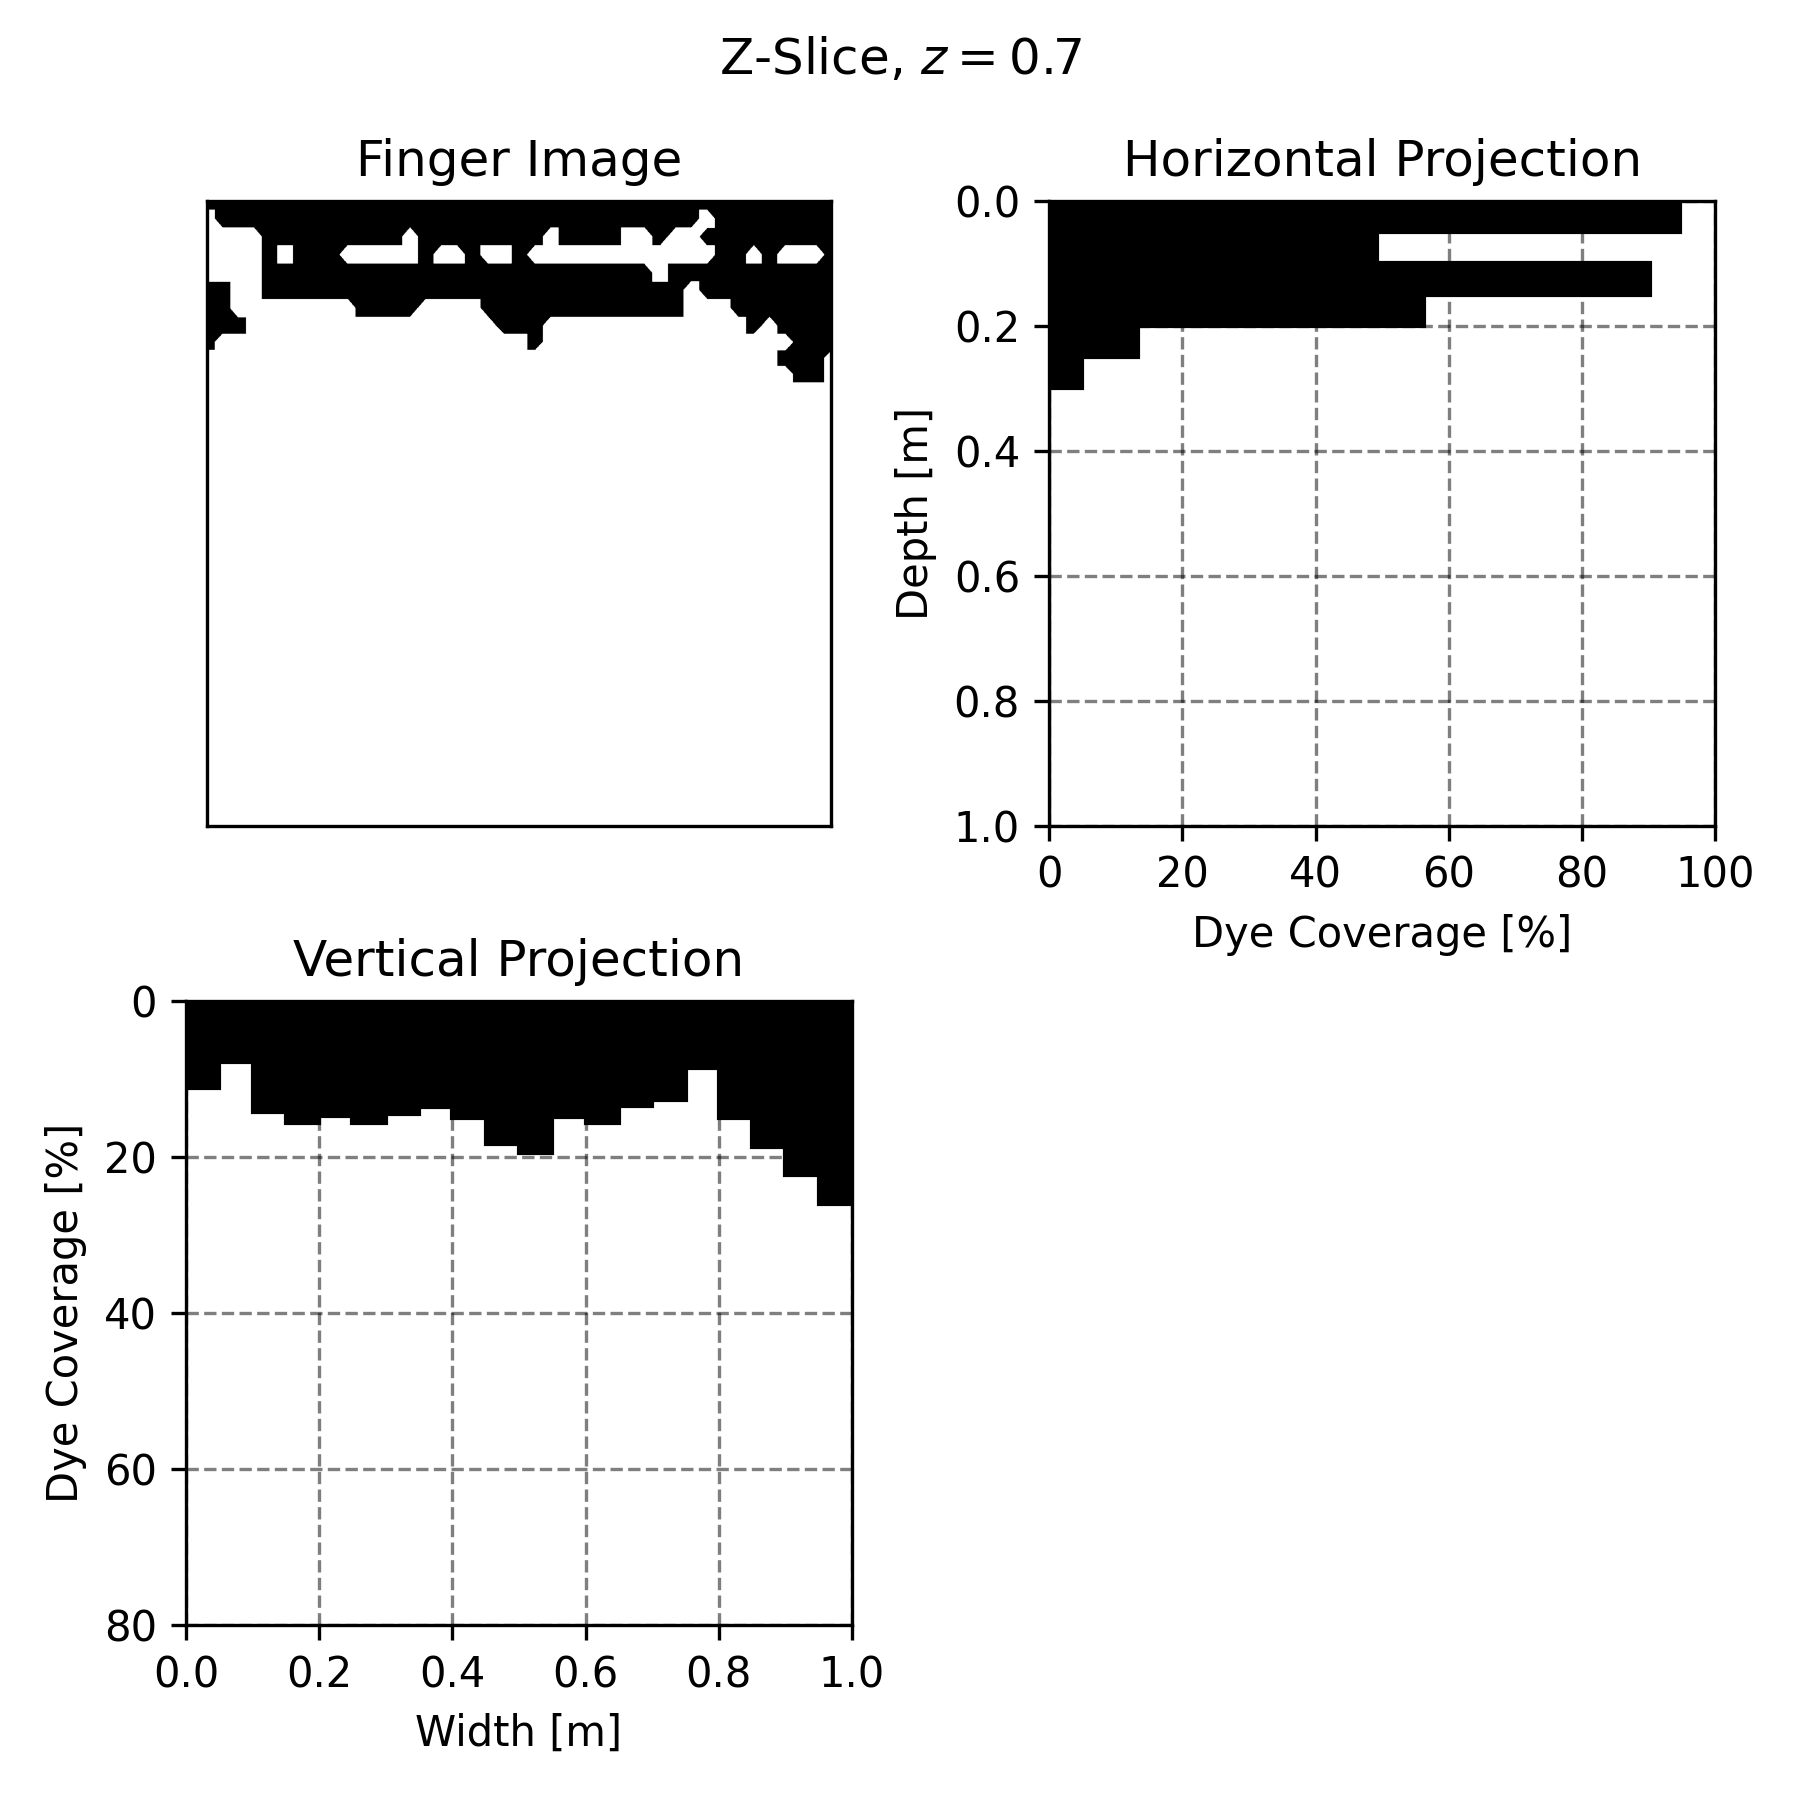 Z-Slice, z = 0.7
Finger Image
Horizontal Projection
0.0
0.2
0.4
0.6
0.8
1.0
Depth [m]
0 20 40 60 80 100
Dye Coverage [%]
Vertical Projection
0
20
40
60
80
Dye Coverage [%]
0.0 0.2 0.4 0.6 0.8 1.0
Width [m]